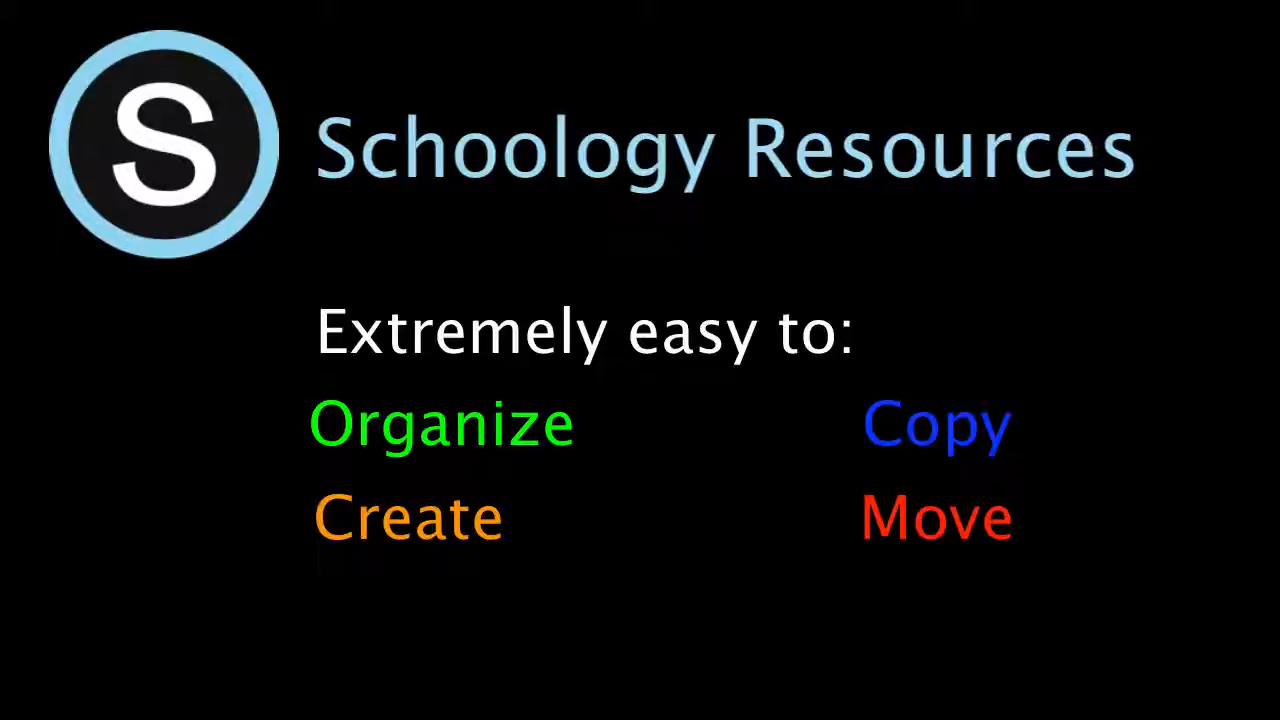 S
Schoology Resources
Extremely easy to:
Organize Copy
Create Move